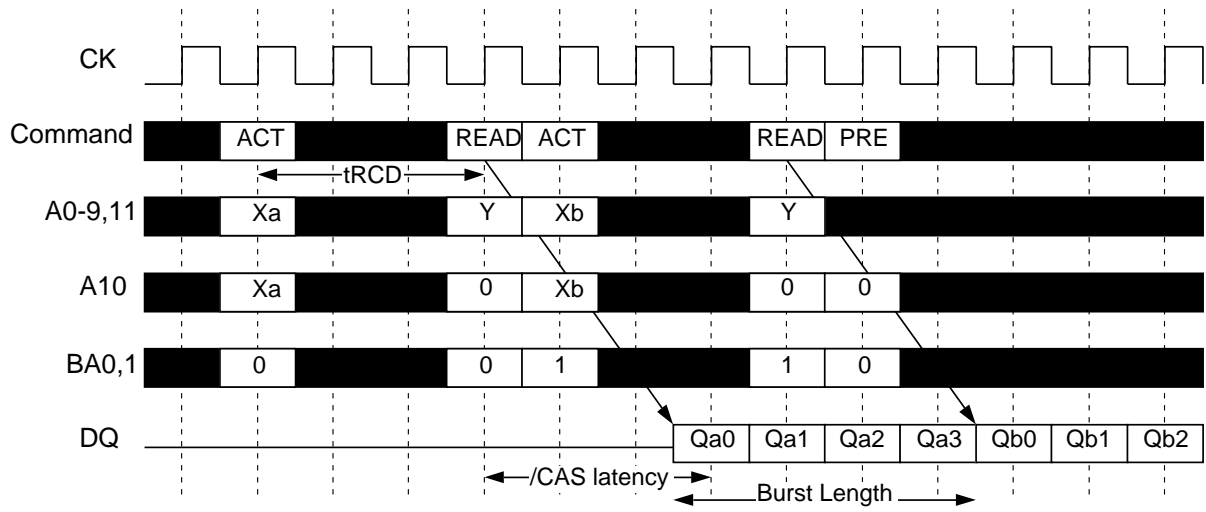 CK
Command ACT READ ACT READ PRE
tRCD
A0-9,11 Xa Y Xb Y
A10 Xa 0 Xb 0 0
BA0,1 0 0 1 1 0
DQ Qa0 Qa1 Qa2 Qa3 Qb0 Qb1 Qb2
/CAS latency
Burst Length